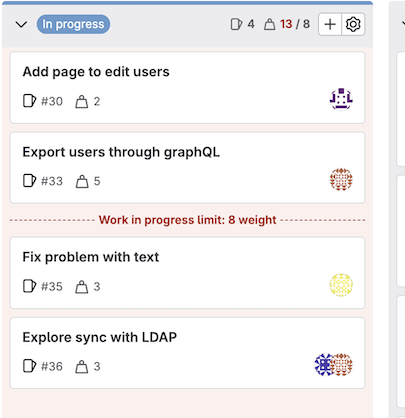 In progress 4 13 / 8
Add page to edit users
#30 2
Export users through graphQL
#33 5
Work in progress limit: 8 weight
Fix problem with text
#35 3
Explore sync with LDAP
#36 3